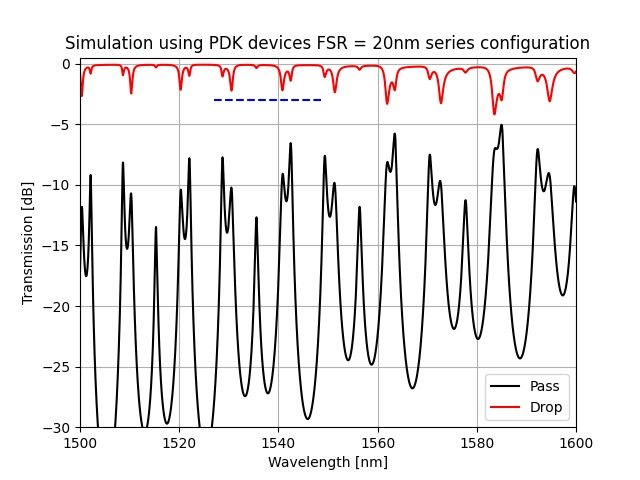 Simulation using PDK devices FSR = 20nm series configuration
0
−5
−10
−15
−20
−25
−30
Transmission [dB]
Pass
Drop
1500 1520 1540 1560 1580 1600
Wavelength [nm]